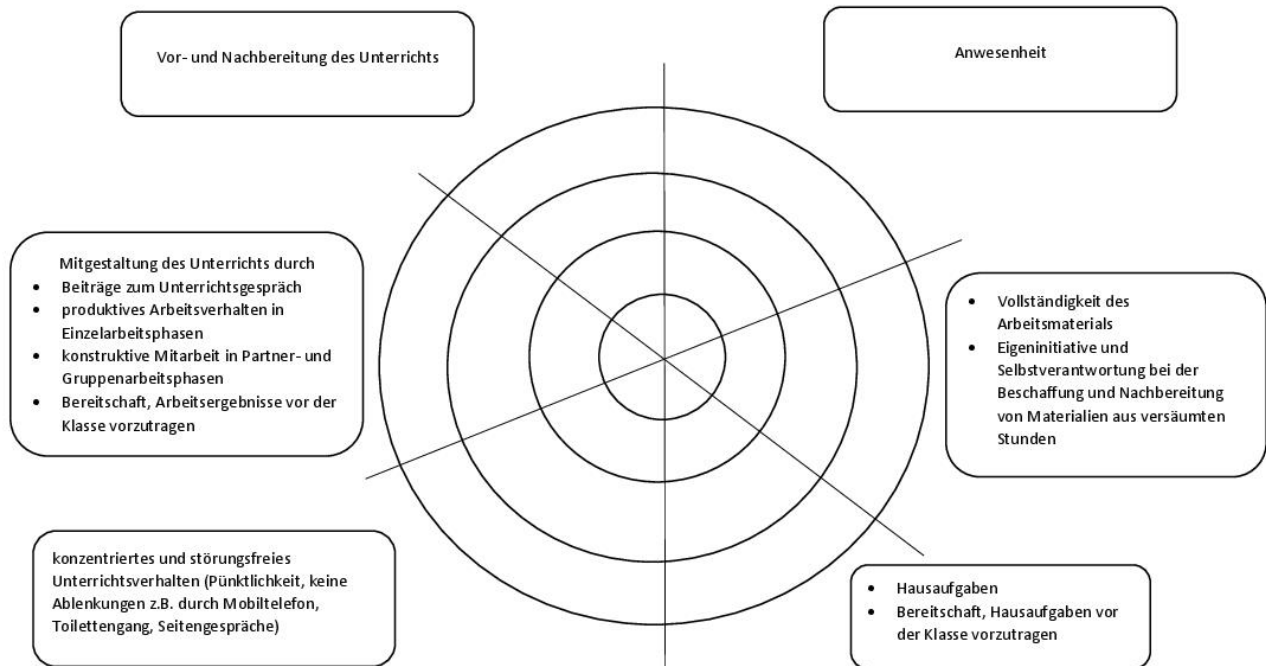 Vor- und Nachbereitung des Unterrichts
Anwesenheit
Mitgestaltung des Unterrichts durch
• Beiträge zum Unterrichtsgespräch
• produktives Arbeitsverhalten in
Einzelarbeitsphasen
• konstruktive Mitarbeit in Partner- und
Gruppenarbeitsphasen
• Bereitschaft, Arbeitsergebnisse vor der
Klasse vorzutragen
• Vollständigkeit des
Arbeitsmaterials
• Eigeninitiative und
Selbstverantwortung bei der
Beschaffung und Nachbereitung
von Materialien aus versäumten
Stunden
konzentriertes und störungsfreies
Unterrichtsverhalten (Pünktlichkeit, keine
Ablenkungen z.B. durch Mobiltelefon,
Toilettengang, Seitengespräche)
• Hausaufgaben
• Bereitschaft, Hausaufgaben vor
der Klasse vorzutragen